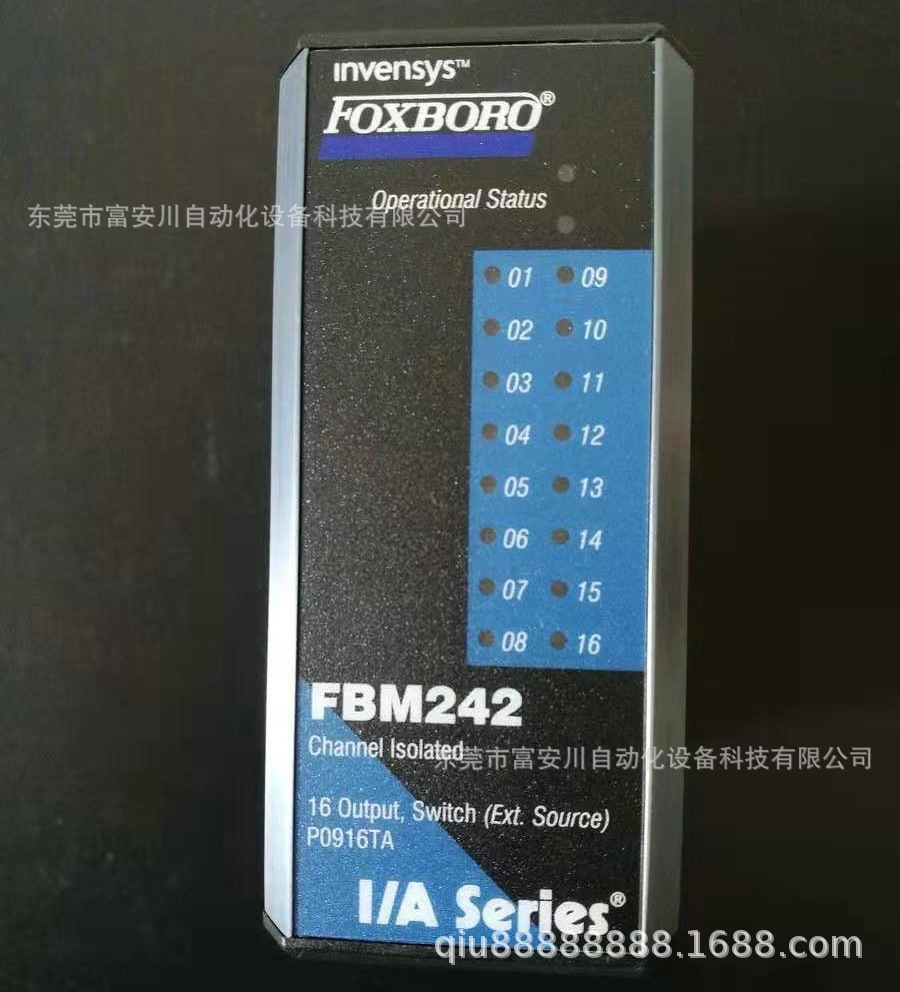 invensys™
FOXBORO®
Operational Status
东莞市富安川自动化设备科技有限公司
01 09
02 10
03 11
04 12
05 13
06 14
07 15
08 16
FBM242
Channel Isolated
东莞市富安川自动化设备科技有限公司
16 Output, Switch (Ext. Source)
P0916TA
I/A Series®
qiu88888888.1688.com